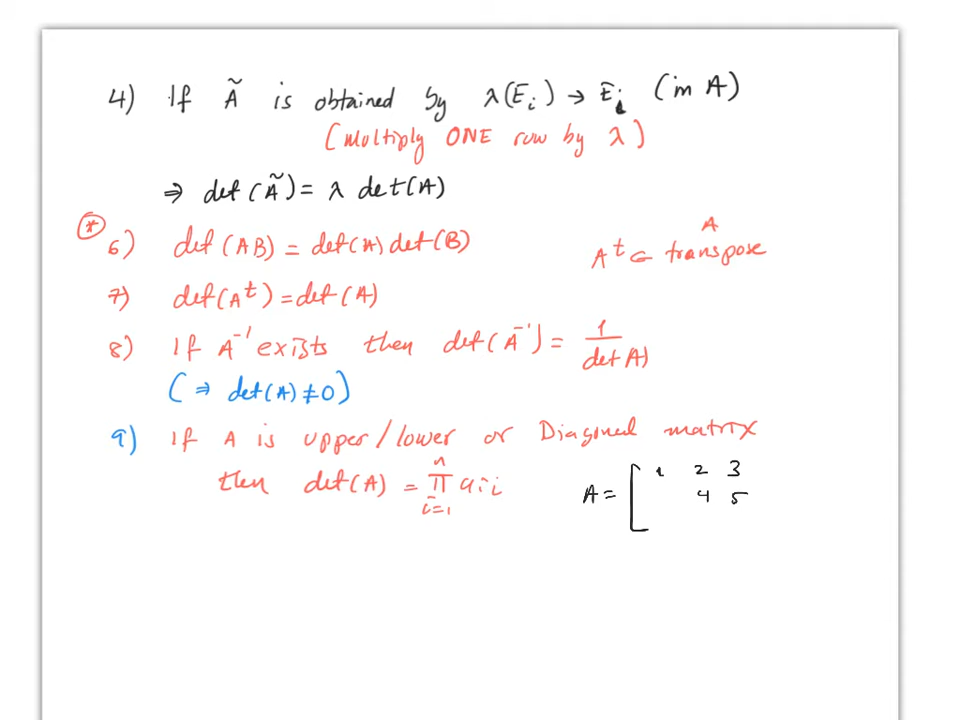 4) If Ã is obtained by λ(Eᵢ) → Eᵢ (in A)
(Multiply ONE row by λ)
⇒ det(Ã) = λ det(A)
* 6) det(AB) = det(A) det(B)
A
Aᵗ ← transpose
7) det(Aᵗ) = det(A)
8) If A⁻¹ exists then det(A⁻¹) = 1/det A)
(⇒ det(A) ≠ 0)
9) If A is upper/lower or Diagonal matrix
then det(A) = ∏ⁿᵢ₌₁ aᵢᵢ
A = [ 1 2 3
4 5